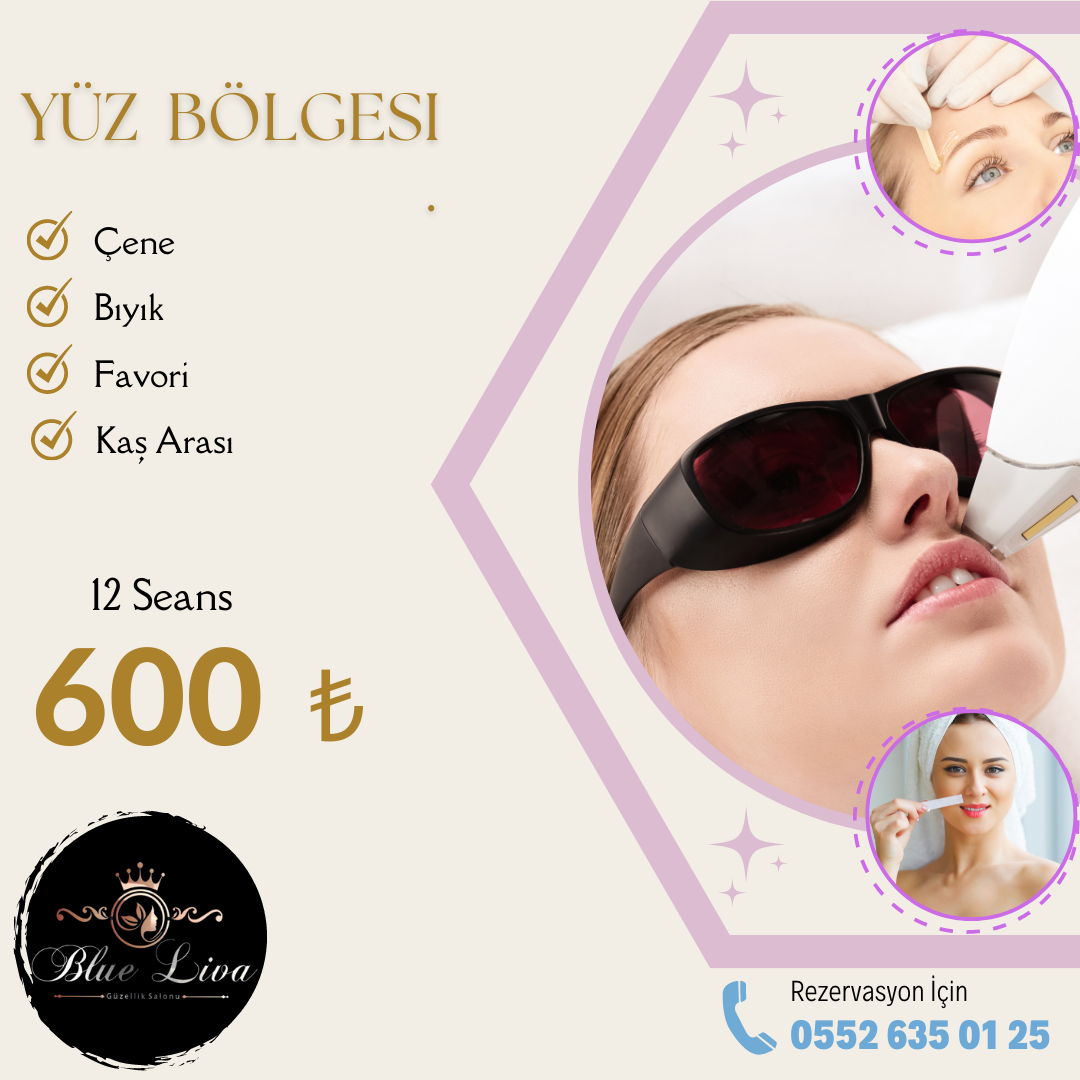 YÜZ BÖLGESI
Çene
Bıyık
Favori
Kaş Arası
12 Seans
600 ₺
Blue Liva
Güzellik Salonu
Rezervasyon İçin
0552 635 01 25